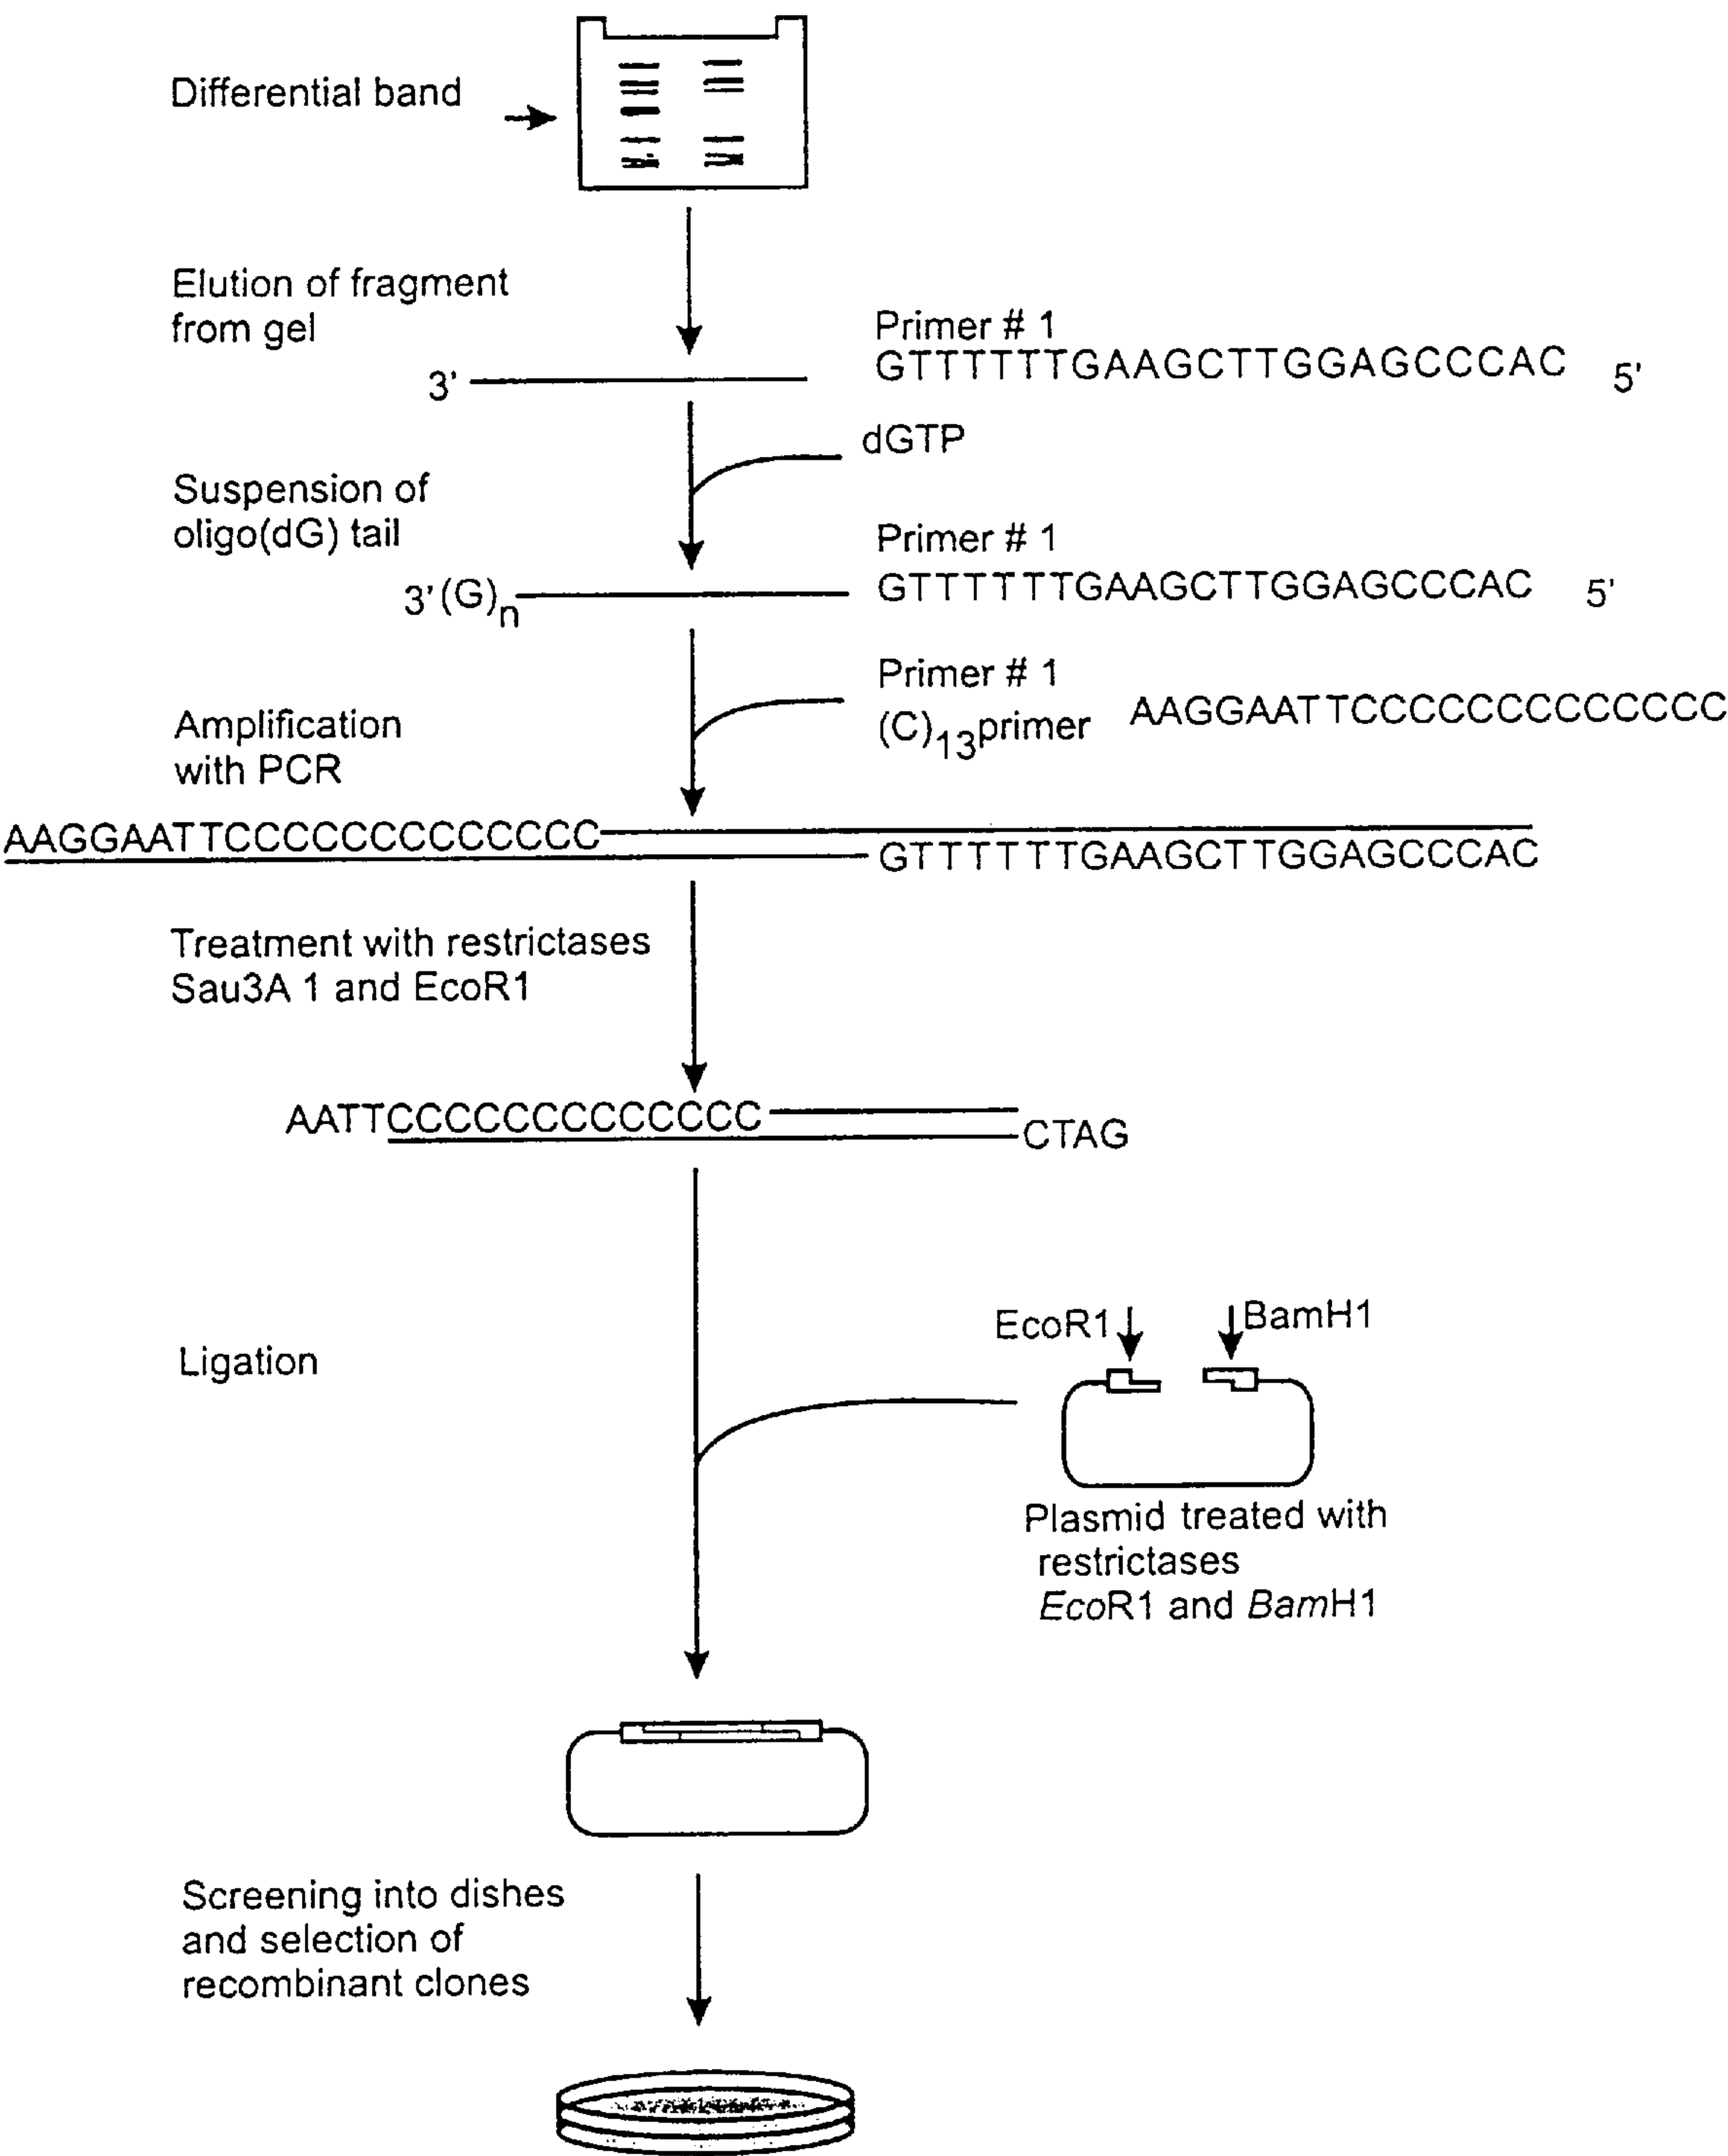 Differential band
Elution of fragment
from gel
Primer # 1
3' GTTTTTTGAAGCTTGGAGCCCAC 5'
dGTP
Suspension of
oligo(dG) tail
Primer # 1
3'(G)n GTTTTTTGAAGCTTGGAGCCCAC 5'
Primer # 1
(C)13primer AAGGAATTCCCCCCCCCCCCC
Amplification
with PCR
AAGGAATTCCCCCCCCCCCCC
GTTTTTTGAAGCTTGGAGCCCAC
Treatment with restrictases
Sau3A 1 and EcoR1
AATTCCCCCCCCCCCCC
CTAG
EcoR1 BamH1
Ligation
Plasmid treated with
restrictases
EcoR1 and BamH1
Screening into dishes
and selection of
recombinant clones